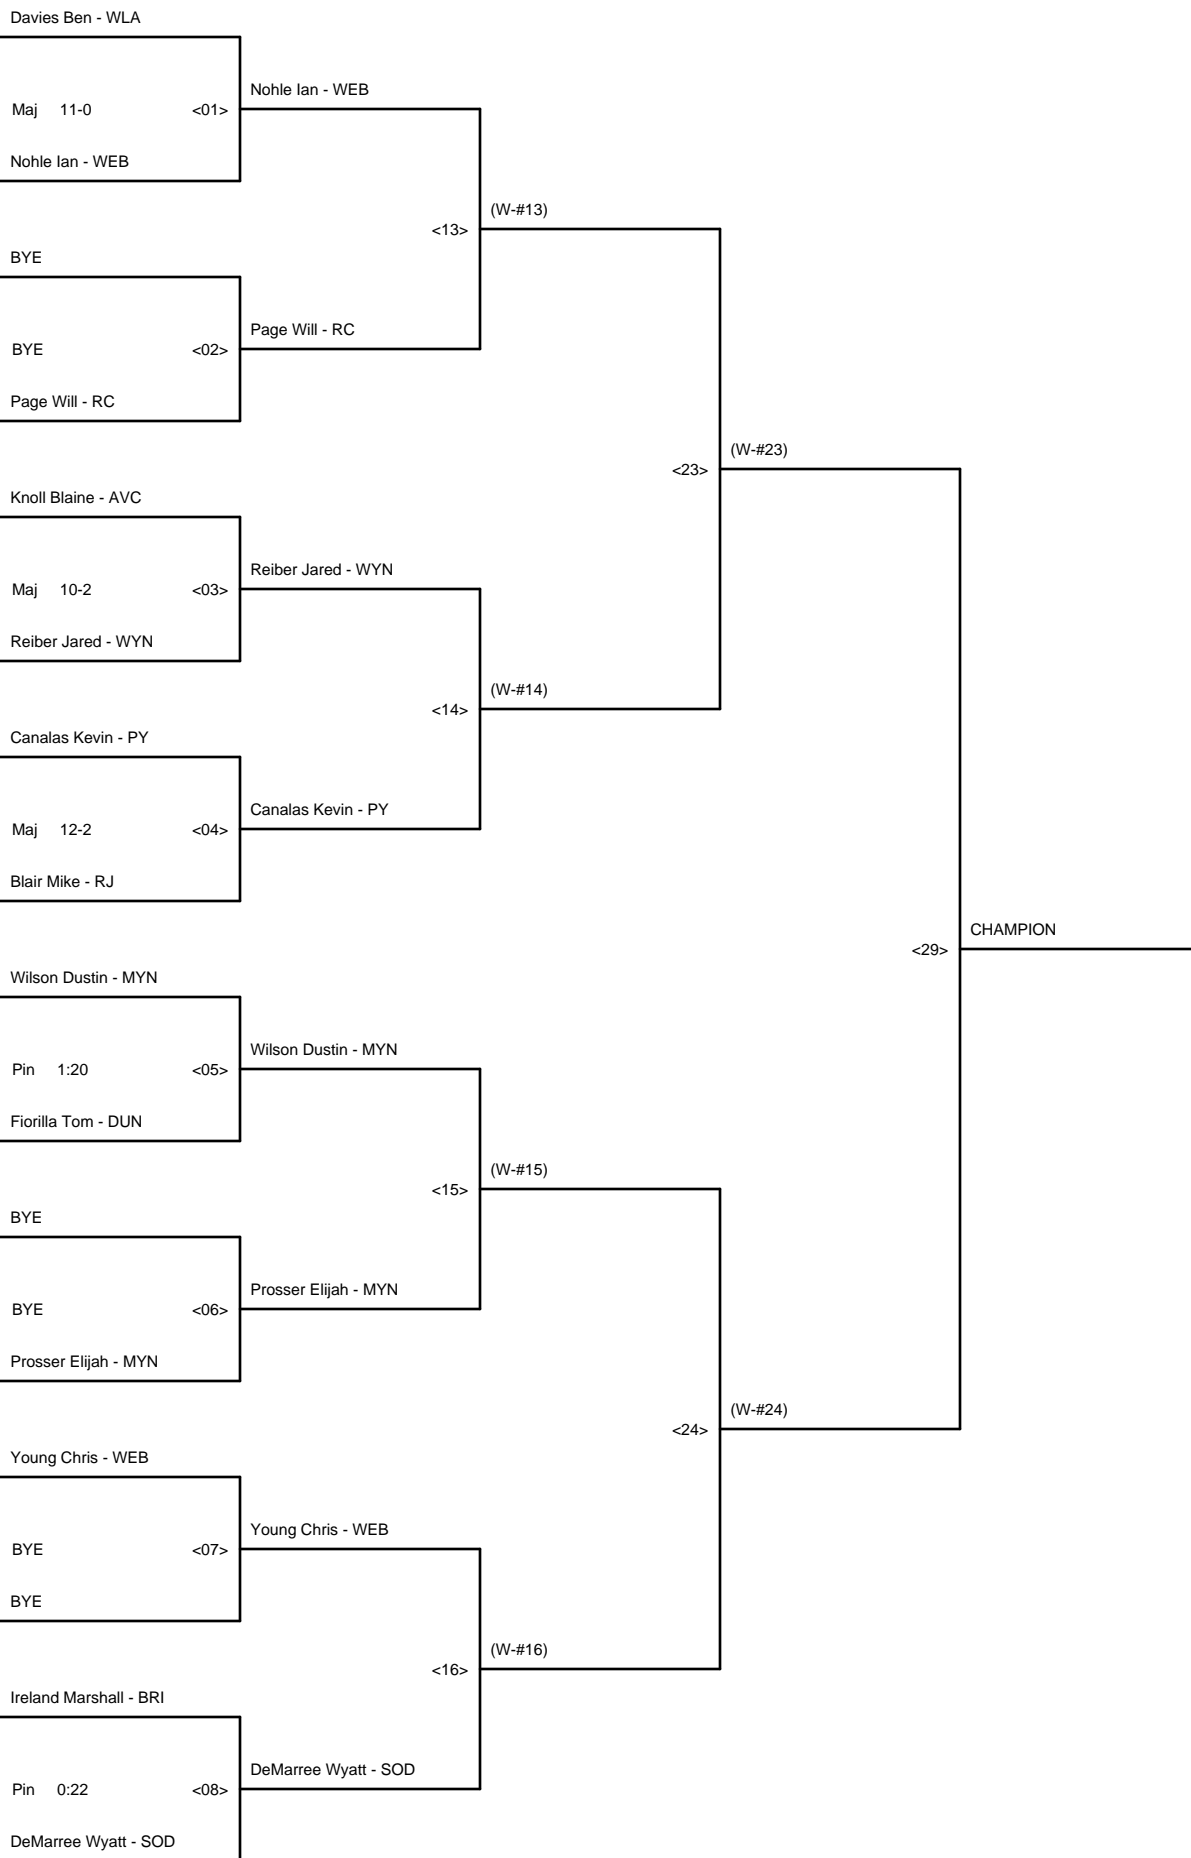 Davies Ben - WLA
Nohle Ian - WEB
Maj 11-0 <01>
Nohle Ian - WEB
(W-#13)
<13>
BYE
Page Will - RC
BYE <02>
Page Will - RC
(W-#23)
<23>
Knoll Blaine - AVC
Reiber Jared - WYN
Maj 10-2 <03>
Reiber Jared - WYN
(W-#14)
<14>
Canalas Kevin - PY
Canalas Kevin - PY
Maj 12-2 <04>
Blair Mike - RJ
CHAMPION
<29>
Wilson Dustin - MYN
Wilson Dustin - MYN
Pin 1:20 <05>
Fiorilla Tom - DUN
(W-#15)
<15>
BYE
Prosser Elijah - MYN
BYE <06>
Prosser Elijah - MYN
(W-#24)
<24>
Young Chris - WEB
Young Chris - WEB
BYE <07>
BYE
(W-#16)
<16>
Ireland Marshall - BRI
DeMarree Wyatt - SOD
Pin 0:22 <08>
DeMarree Wyatt - SOD